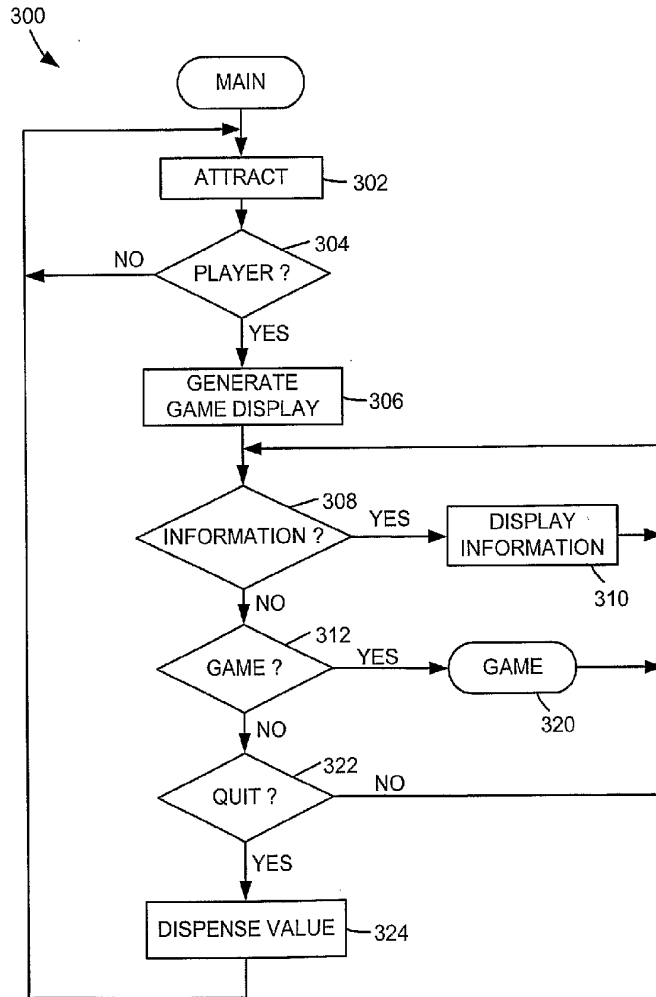 300
MAIN
ATTRACT
302
304
PLAYER ?
NO
YES
GENERATE
GAME DISPLAY
306
308
INFORMATION ?
YES
DISPLAY
INFORMATION
310
NO
312
GAME ?
YES
GAME
320
NO
322
QUIT ?
NO
YES
DISPENSE VALUE
324